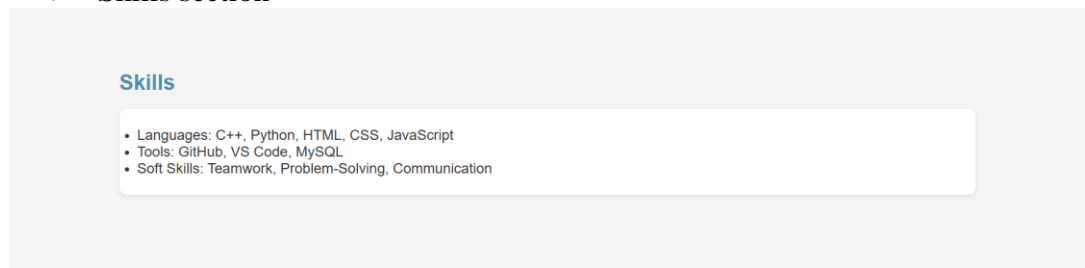 Skills section
Skills
• Languages: C++, Python, HTML, CSS, JavaScript
• Tools: GitHub, VS Code, MySQL
• Soft Skills: Teamwork, Problem-Solving, Communication